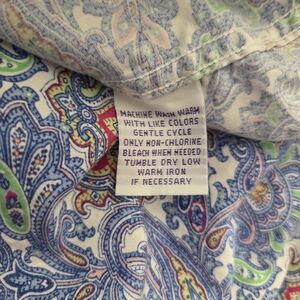 MACHINE WASH WARM
WITH LIKE COLORS
GENTLE CYCLE
ONLY NON-CHLORINE
BLEACH WHEN NEEDED
TUMBLE DRY LOW
WARM IRON
IF NECESSARY